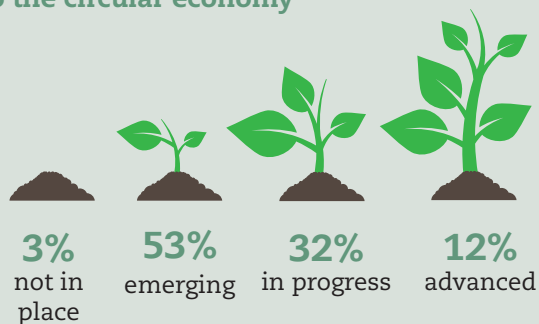 the circular economy
3% 53% 32% 12%
not in place emerging in progress advanced